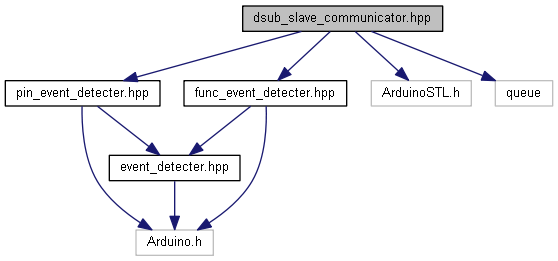 dsub_slave_communicator.hpp
pin_event_detecter.hpp
func_event_detecter.hpp
ArduinoSTL.h
queue
event_detecter.hpp
Arduino.h